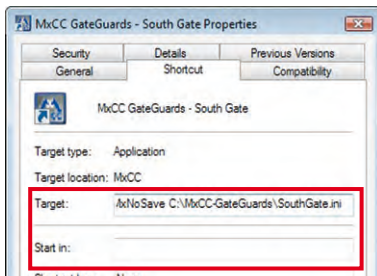 MxCC GateGuards - South Gate Properties
Security Details Previous Versions
General Shortcut Compatibility
MxCC GateGuards - South Gate
Target type: Application
Target location: MxCC
Target: /xNoSave C:\MxCC-GateGuards\SouthGate.ini
Start in: